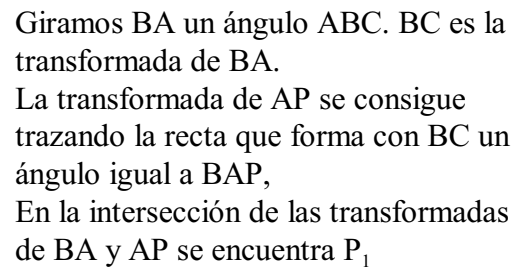 Giramos BA un ángulo ABC. BC es la
transformada de BA.
La transformada de AP se consigue
trazando la recta que forma con BC un
ángulo igual a BAP,
En la intersección de las transformadas
de BA y AP se encuentra P₁